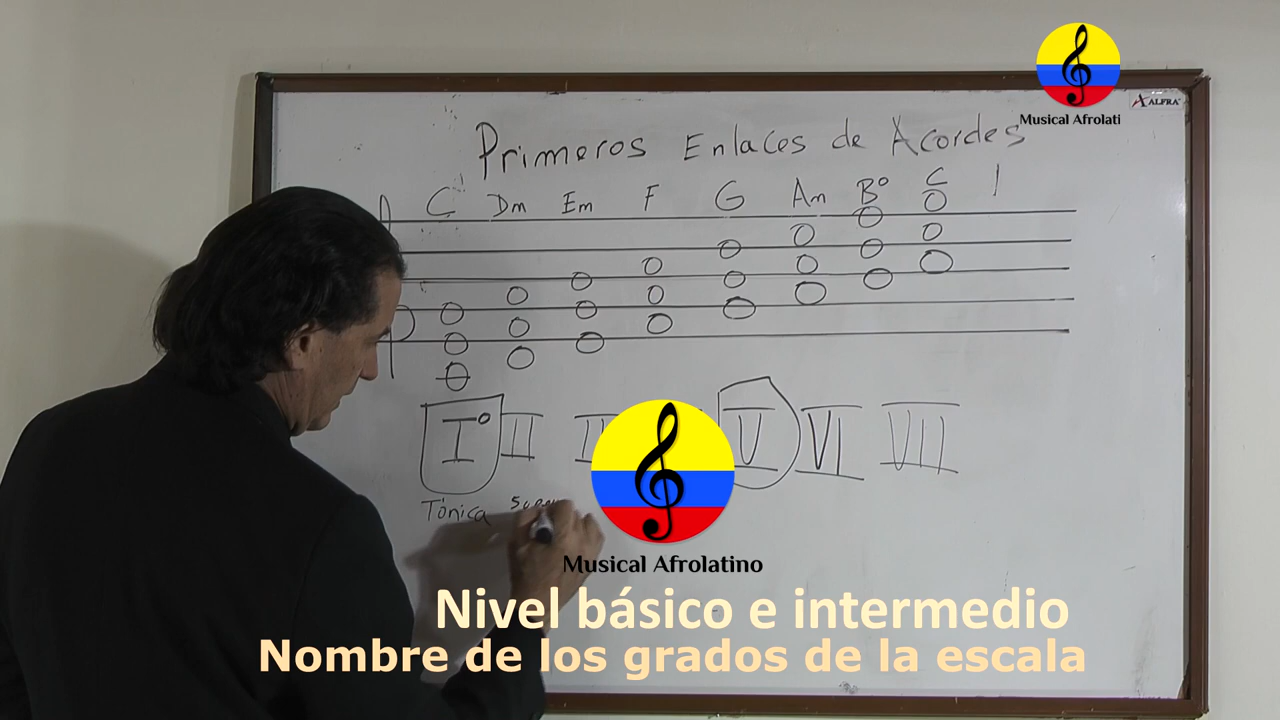 Musical Afrolati
ALFRA
Primeros Enlaces de Acordes
C Dm Em F G Am B° C
I° II V VI VII
Tónica
Musical Afrolatino
Nivel básico e intermedio
Nombre de los grados de la escala